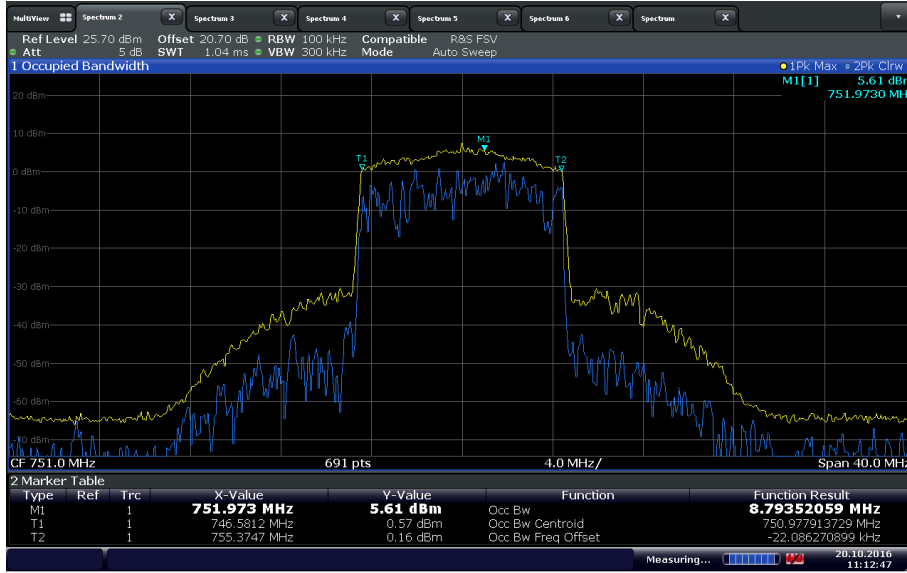 MultiView Spectrum 2 X Spectrum 3 X Spectrum 4 X Spectrum 5 X Spectrum 6 X Spectrum X
Ref Level 25.70 dBm Offset 20.70 dB RBW 100 kHz Compatible R&S FSV
Att 5 dB SWT 1.04 ms VBW 300 kHz Mode Auto Sweep
1 Occupied Bandwidth 1Pk Max 2Pk Clrw
M1[1] 5.61 dBm
751.9730 MH
20 dBm
10 dBm
M1
T1 T2
0 dBm
-10 dBm
-20 dBm
-30 dBm
-40 dBm
-50 dBm
-60 dBm
-70 dBm
CF 751.0 MHz 691 pts 4.0 MHz/ Span 40.0 MHz
2 Marker Table
Type Ref Trc X-Value Y-Value Function Function Result
M1 1 751.973 MHz 5.61 dBm Occ Bw 8.79352059 MHz
T1 1 746.5812 MHz 0.57 dBm Occ Bw Centroid 750.977913729 MHz
T2 1 755.3747 MHz 0.16 dBm Occ Bw Freq Offset -22.086270899 kHz
Measuring... 20.10.2016
11:12:47